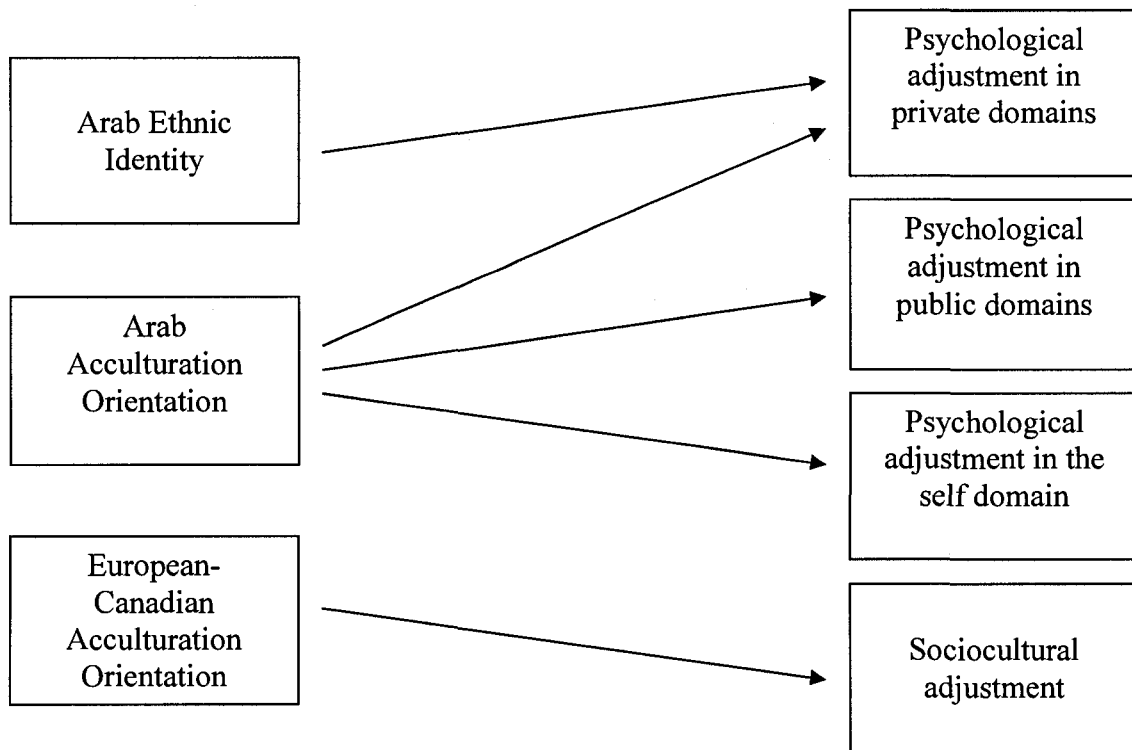 Arab Ethnic
Identity
Arab
Acculturation
Orientation
European-
Canadian
Acculturation
Orientation
Psychological
adjustment in
private domains
Psychological
adjustment in
public domains
Psychological
adjustment in the
self domain
Sociocultural
adjustment